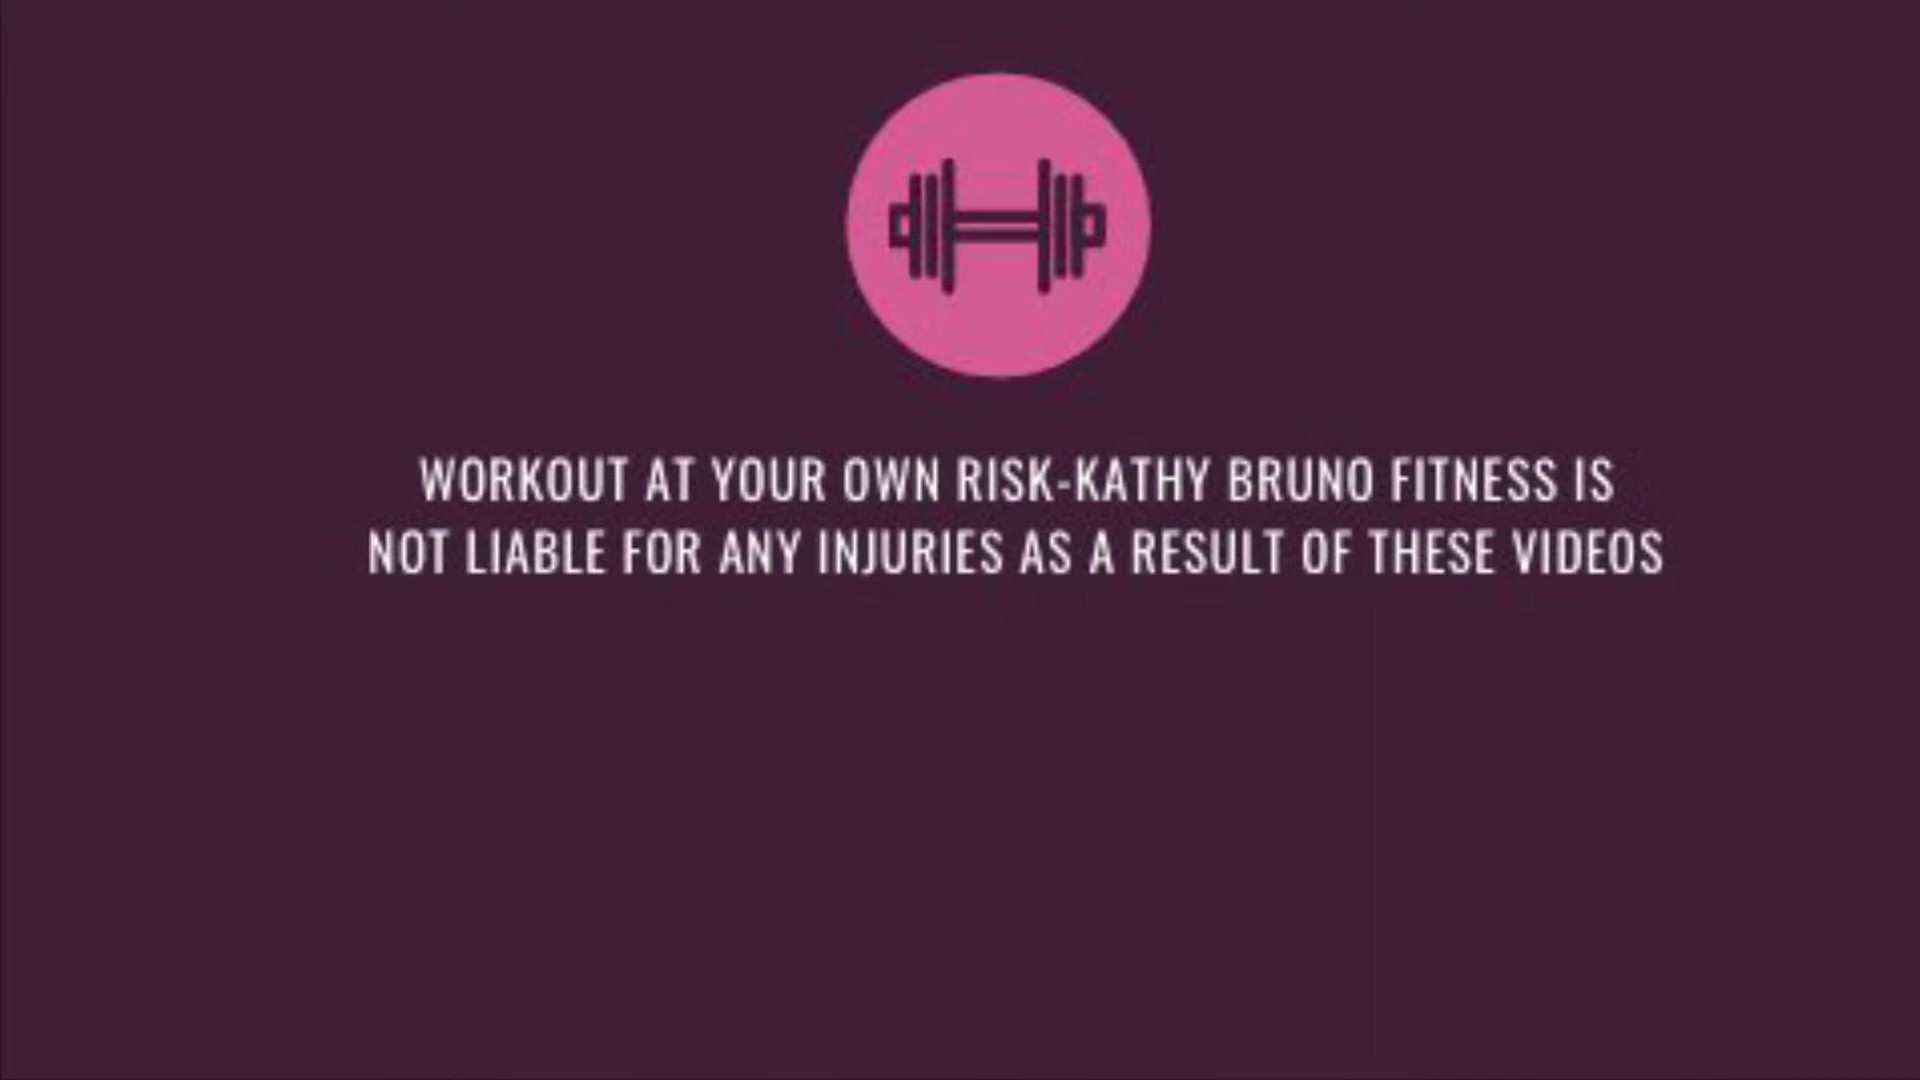 WORKOUT AT YOUR OWN RISK-KATHY BRUNO FITNESS IS
NOT LIABLE FOR ANY INJURIES AS A RESULT OF THESE VIDEOS